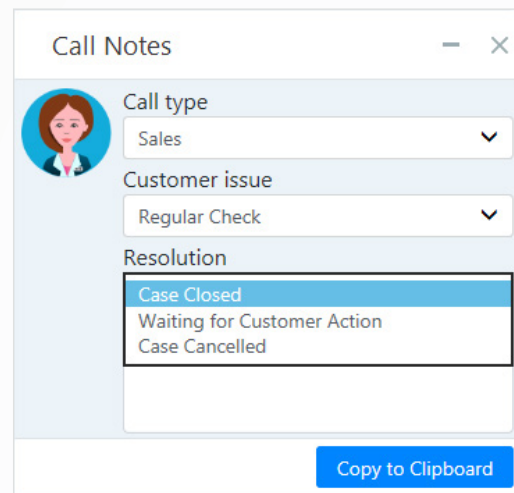 Call Notes
Call type
Sales
Customer issue
Regular Check
Resolution
Case Closed
Waiting for Customer Action
Case Cancelled
Copy to Clipboard